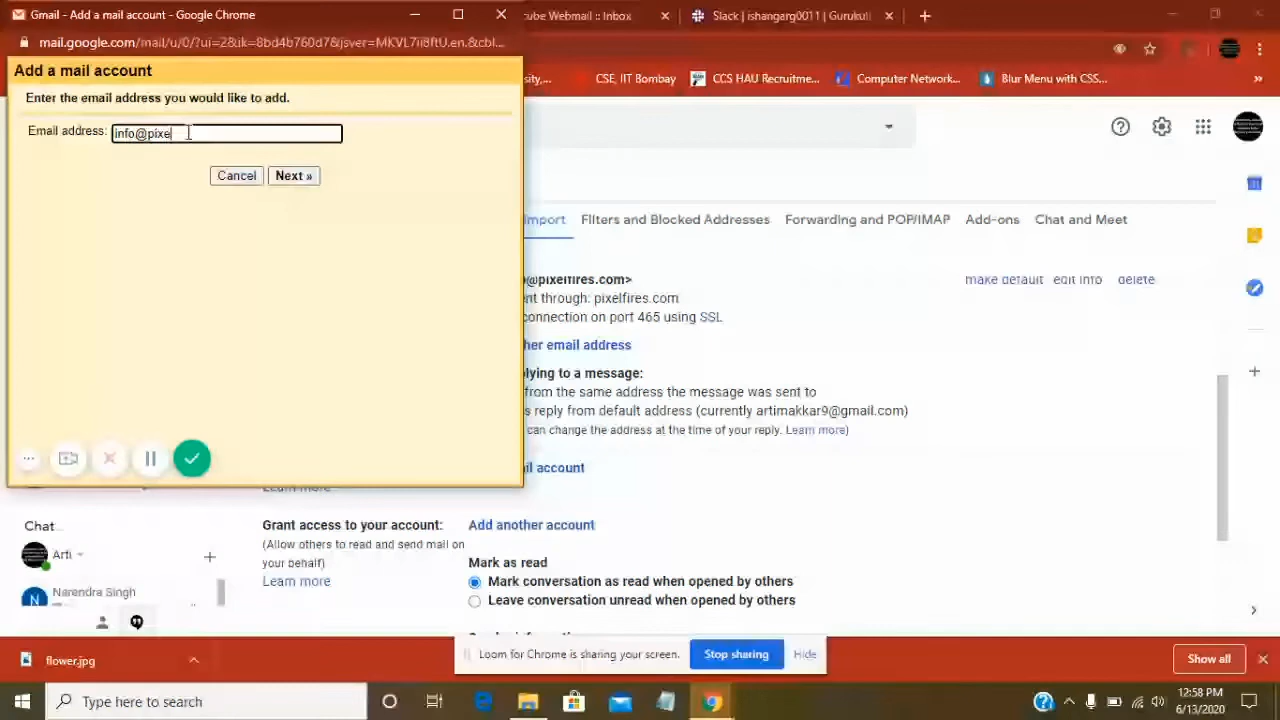 Gmail - Add a mail account - Google Chrome
cube Webmail :: Inbox
Slack | ishangarg0011 | Gurukuli
mail.google.com/mail/u/0/?ui=2&ik=8bd4b760d7&jsver=MKVL7iI8ftU.en.&cbl...
Add a mail account
sity,...
CSE, IIT Bombay
CCS HAU Recruitme...
Computer Network...
Blur Menu with CSS...
»
Enter the email address you would like to add.
Email address: info@pixe
Cancel
Next »
Import
Filters and Blocked Addresses
Forwarding and POP/IMAP
Add-ons
Chat and Meet
@pixelfires.com>
make default
edit info
delete
nt through: pixelfires.com
connection on port 465 using SSL
her email address
lying to a message:
from the same address the message was sent to
s reply from default address (currently artimakkar9@gmail.com)
can change the address at the time of your reply. Learn more)
il account
Learn more
Grant access to your account:
Add another account
(Allow others to read and send mail on
your behalf)
Learn more
Mark as read
Mark conversation as read when opened by others
Leave conversation unread when opened by others
Chat
Arti
N
Narendra Singh
Loom for Chrome is sharing your screen.
Stop sharing
Hide
flower.jpg
Show all
Type here to search
12:58 PM
6/13/2020